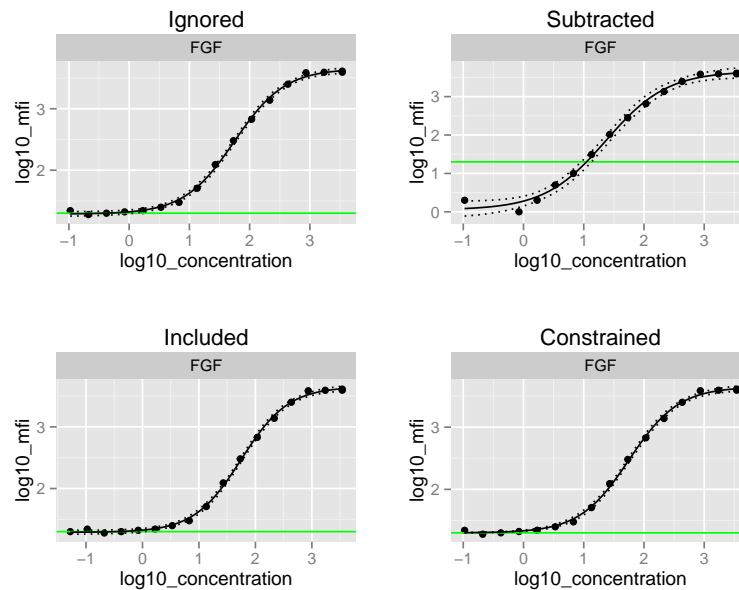 Ignored
FGF
log10_mfi
3
2
−1 0 1 2 3
log10_concentration
Subtracted
FGF
log10_mfi
3
2
1
0
−1 0 1 2 3
log10_concentration
Included
FGF
log10_mfi
3
2
−1 0 1 2 3
log10_concentration
Constrained
FGF
log10_mfi
3
2
−1 0 1 2 3
log10_concentration